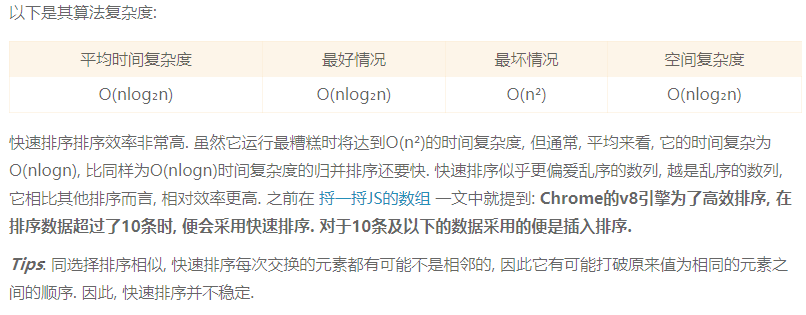 以下是其算法复杂度:
平均时间复杂度 最好情况 最坏情况 空间复杂度
O(nlog₂n) O(nlog₂n) O(n²) O(nlog₂n)
快速排序排序效率非常高. 虽然它运行最糟糕时将达到O(n²)的时间复杂度, 但通常, 平均来看, 它的时间复杂为
O(nlogn), 比同样为O(nlogn)时间复杂度的归并排序还要快. 快速排序似乎更偏爱乱序的数列, 越是乱序的数列,
它相比其他排序而言, 相对效率更高. 之前在 捋一捋JS的数组 一文中就提到: Chrome的v8引擎为了高效排序, 在
排序数据超过了10条时, 便会采用快速排序. 对于10条及以下的数据采用的便是插入排序.
Tips: 同选择排序相似, 快速排序每次交换的元素都有可能不是相邻的, 因此它有可能打破原来值为相同的元素之
间的顺序. 因此, 快速排序并不稳定.